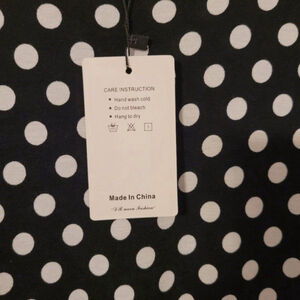 CARE INSTRUCTION
• Hand wash cold
• Do not bleach
• Hang to dry
Made In China